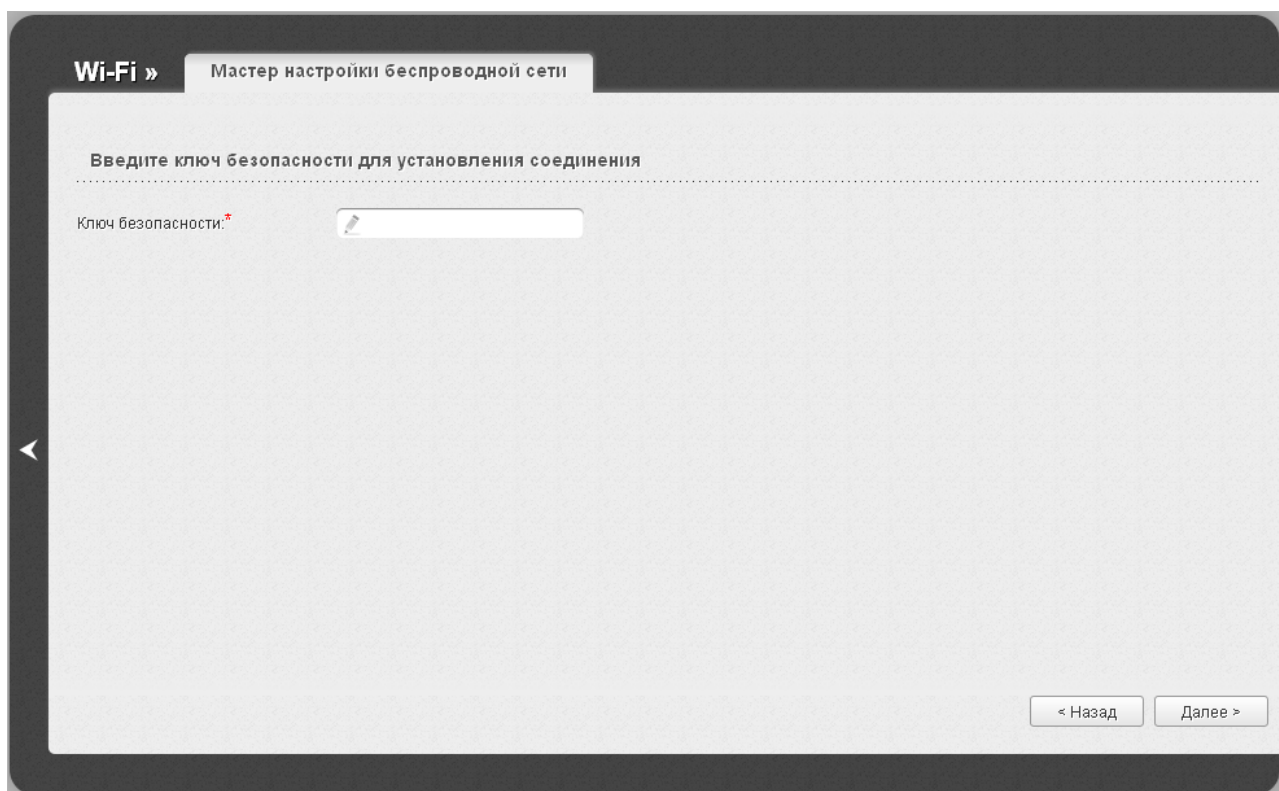 Wi-Fi »
Мастер настройки беспроводной сети
Введите ключ безопасности для установления соединения
Ключ безопасности:*
< Назад
Далее >